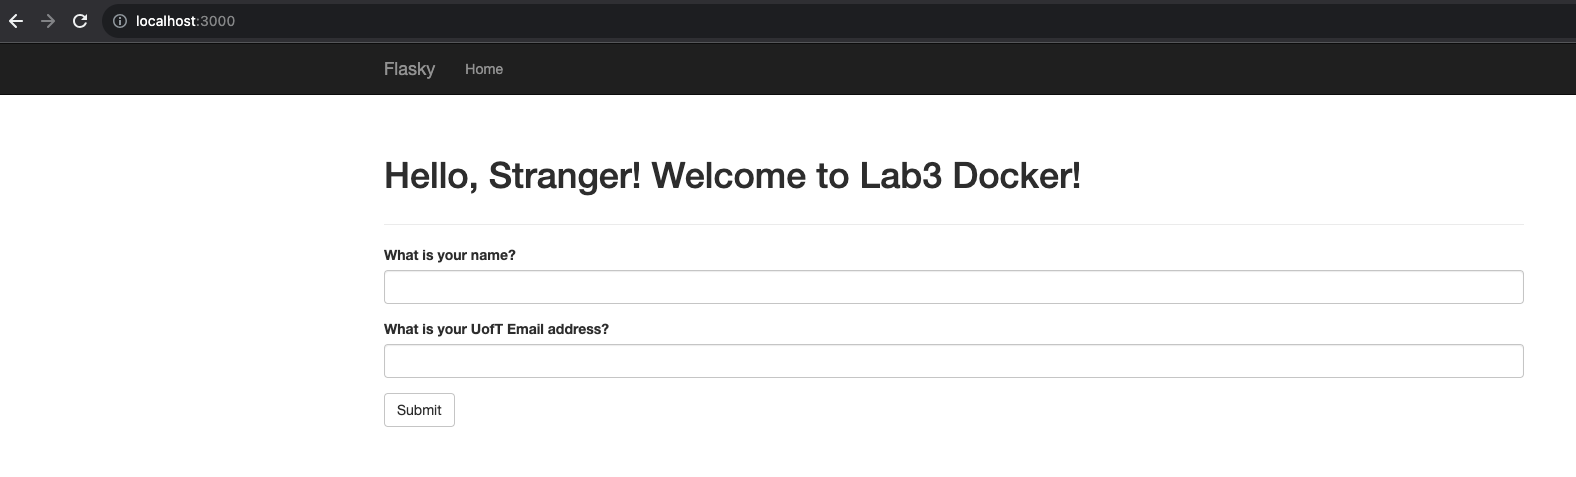 localhost:3000
Flasky Home
Hello, Stranger! Welcome to Lab3 Docker!
What is your name?
What is your UofT Email address?
Submit